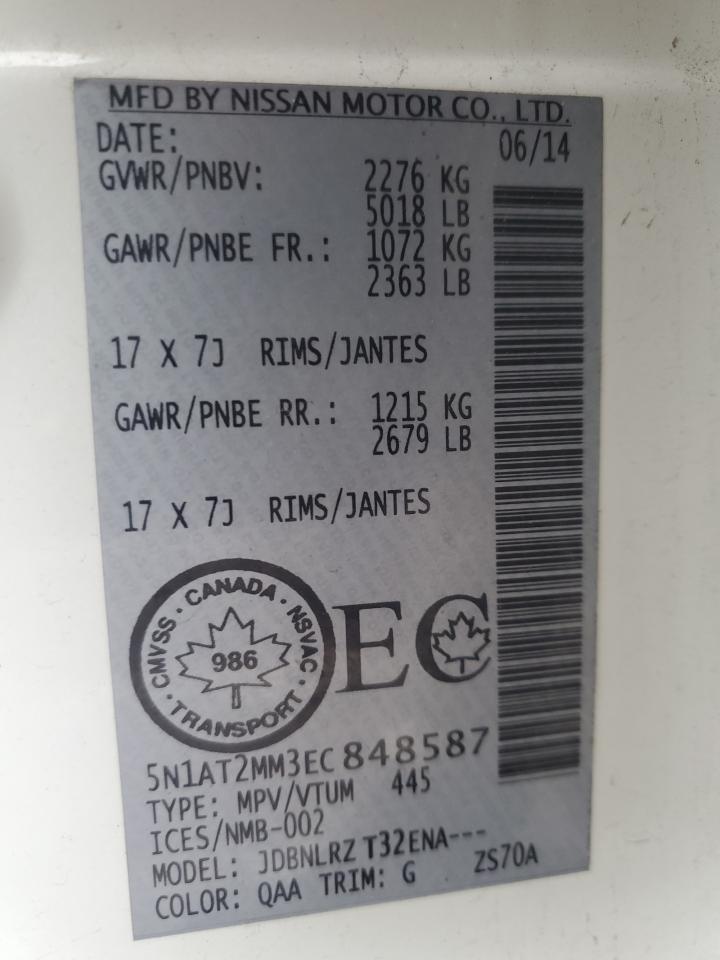 MFD BY NISSAN MOTOR CO., LTD.
DATE: 06/14
GVWR/PNBV: 2276 KG
5018 LB
GAWR/PNBE FR.: 1072 KG
2363 LB
17 X 7J RIMS/JANTES
GAWR/PNBE RR.: 1215 KG
2679 LB
17 X 7J RIMS/JANTES
CMVSS · CANADA · NSVAC · TRANSPORT ·
986
EC
5N1AT2MM3EC848587
TYPE: MPV/VTUM 445
ICES/NMB-002
MODEL: JDBNLRZ T32ENA---
COLOR: QAA TRIM: G ZS70A